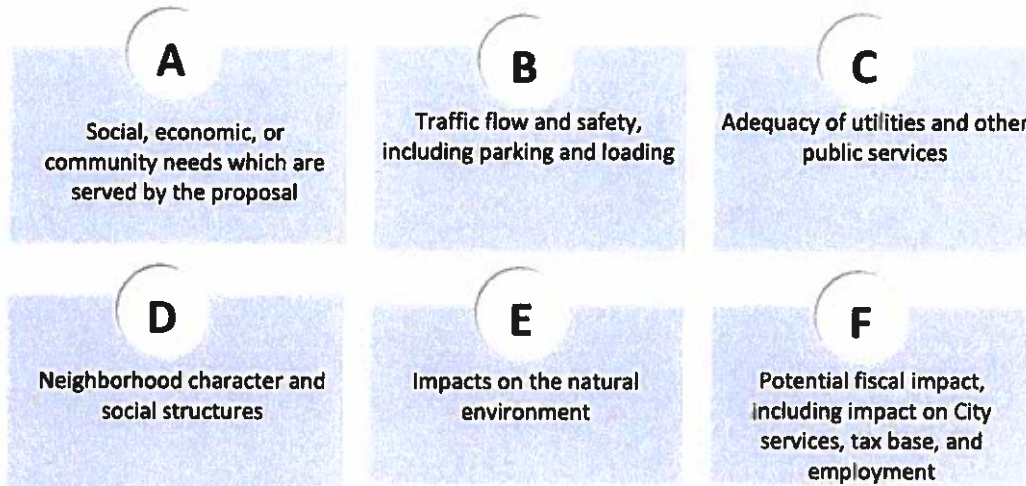 A
Social, economic, or
community needs which are
served by the proposal
B
Traffic flow and safety,
including parking and loading
C
Adequacy of utilities and other
public services
D
Neighborhood character and
social structures
E
Impacts on the natural
environment
F
Potential fiscal impact,
including impact on City
services, tax base, and
employment